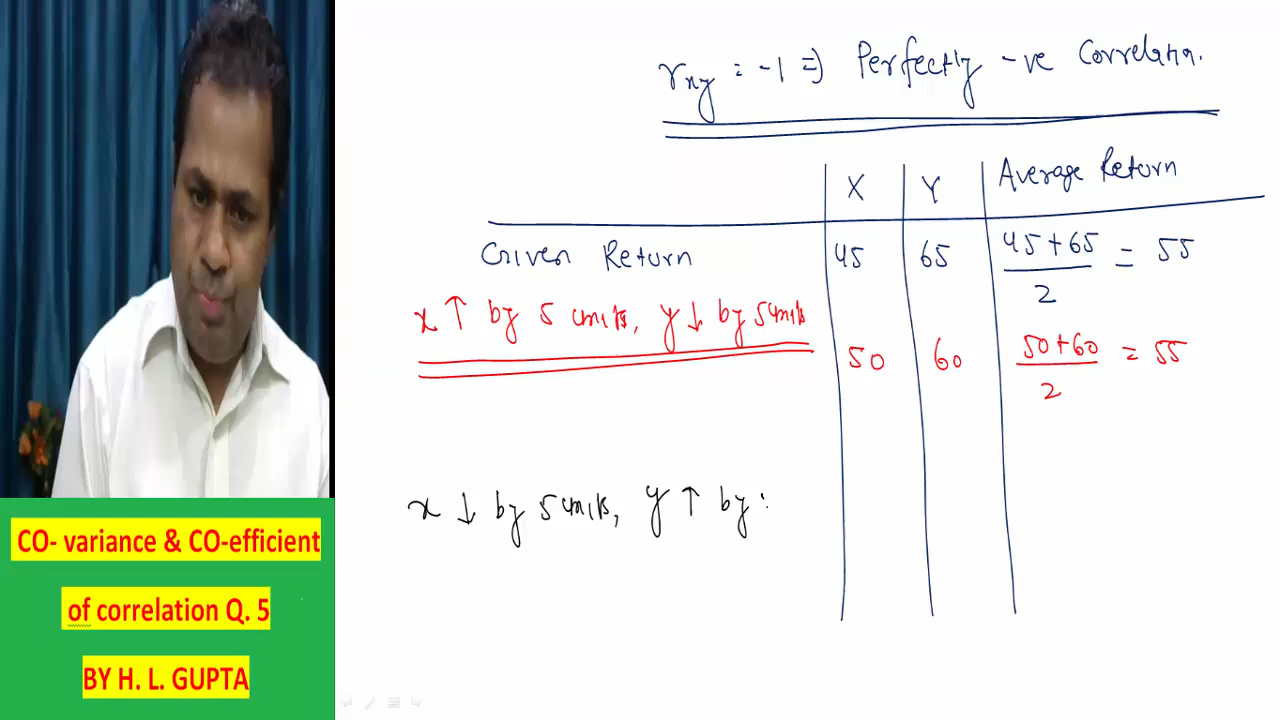 rxy = -1 => Perfectly -ve Correlatn.
X Y Average Return
Given Return 45 65 45+65/2 = 55
x ↑ by 5 units, y ↓ by 5 units 50 60 50+60/2 = 55
x ↓ by 5 units, y ↑ by :
CO- variance & CO-efficient
of correlation Q. 5
BY H. L. GUPTA